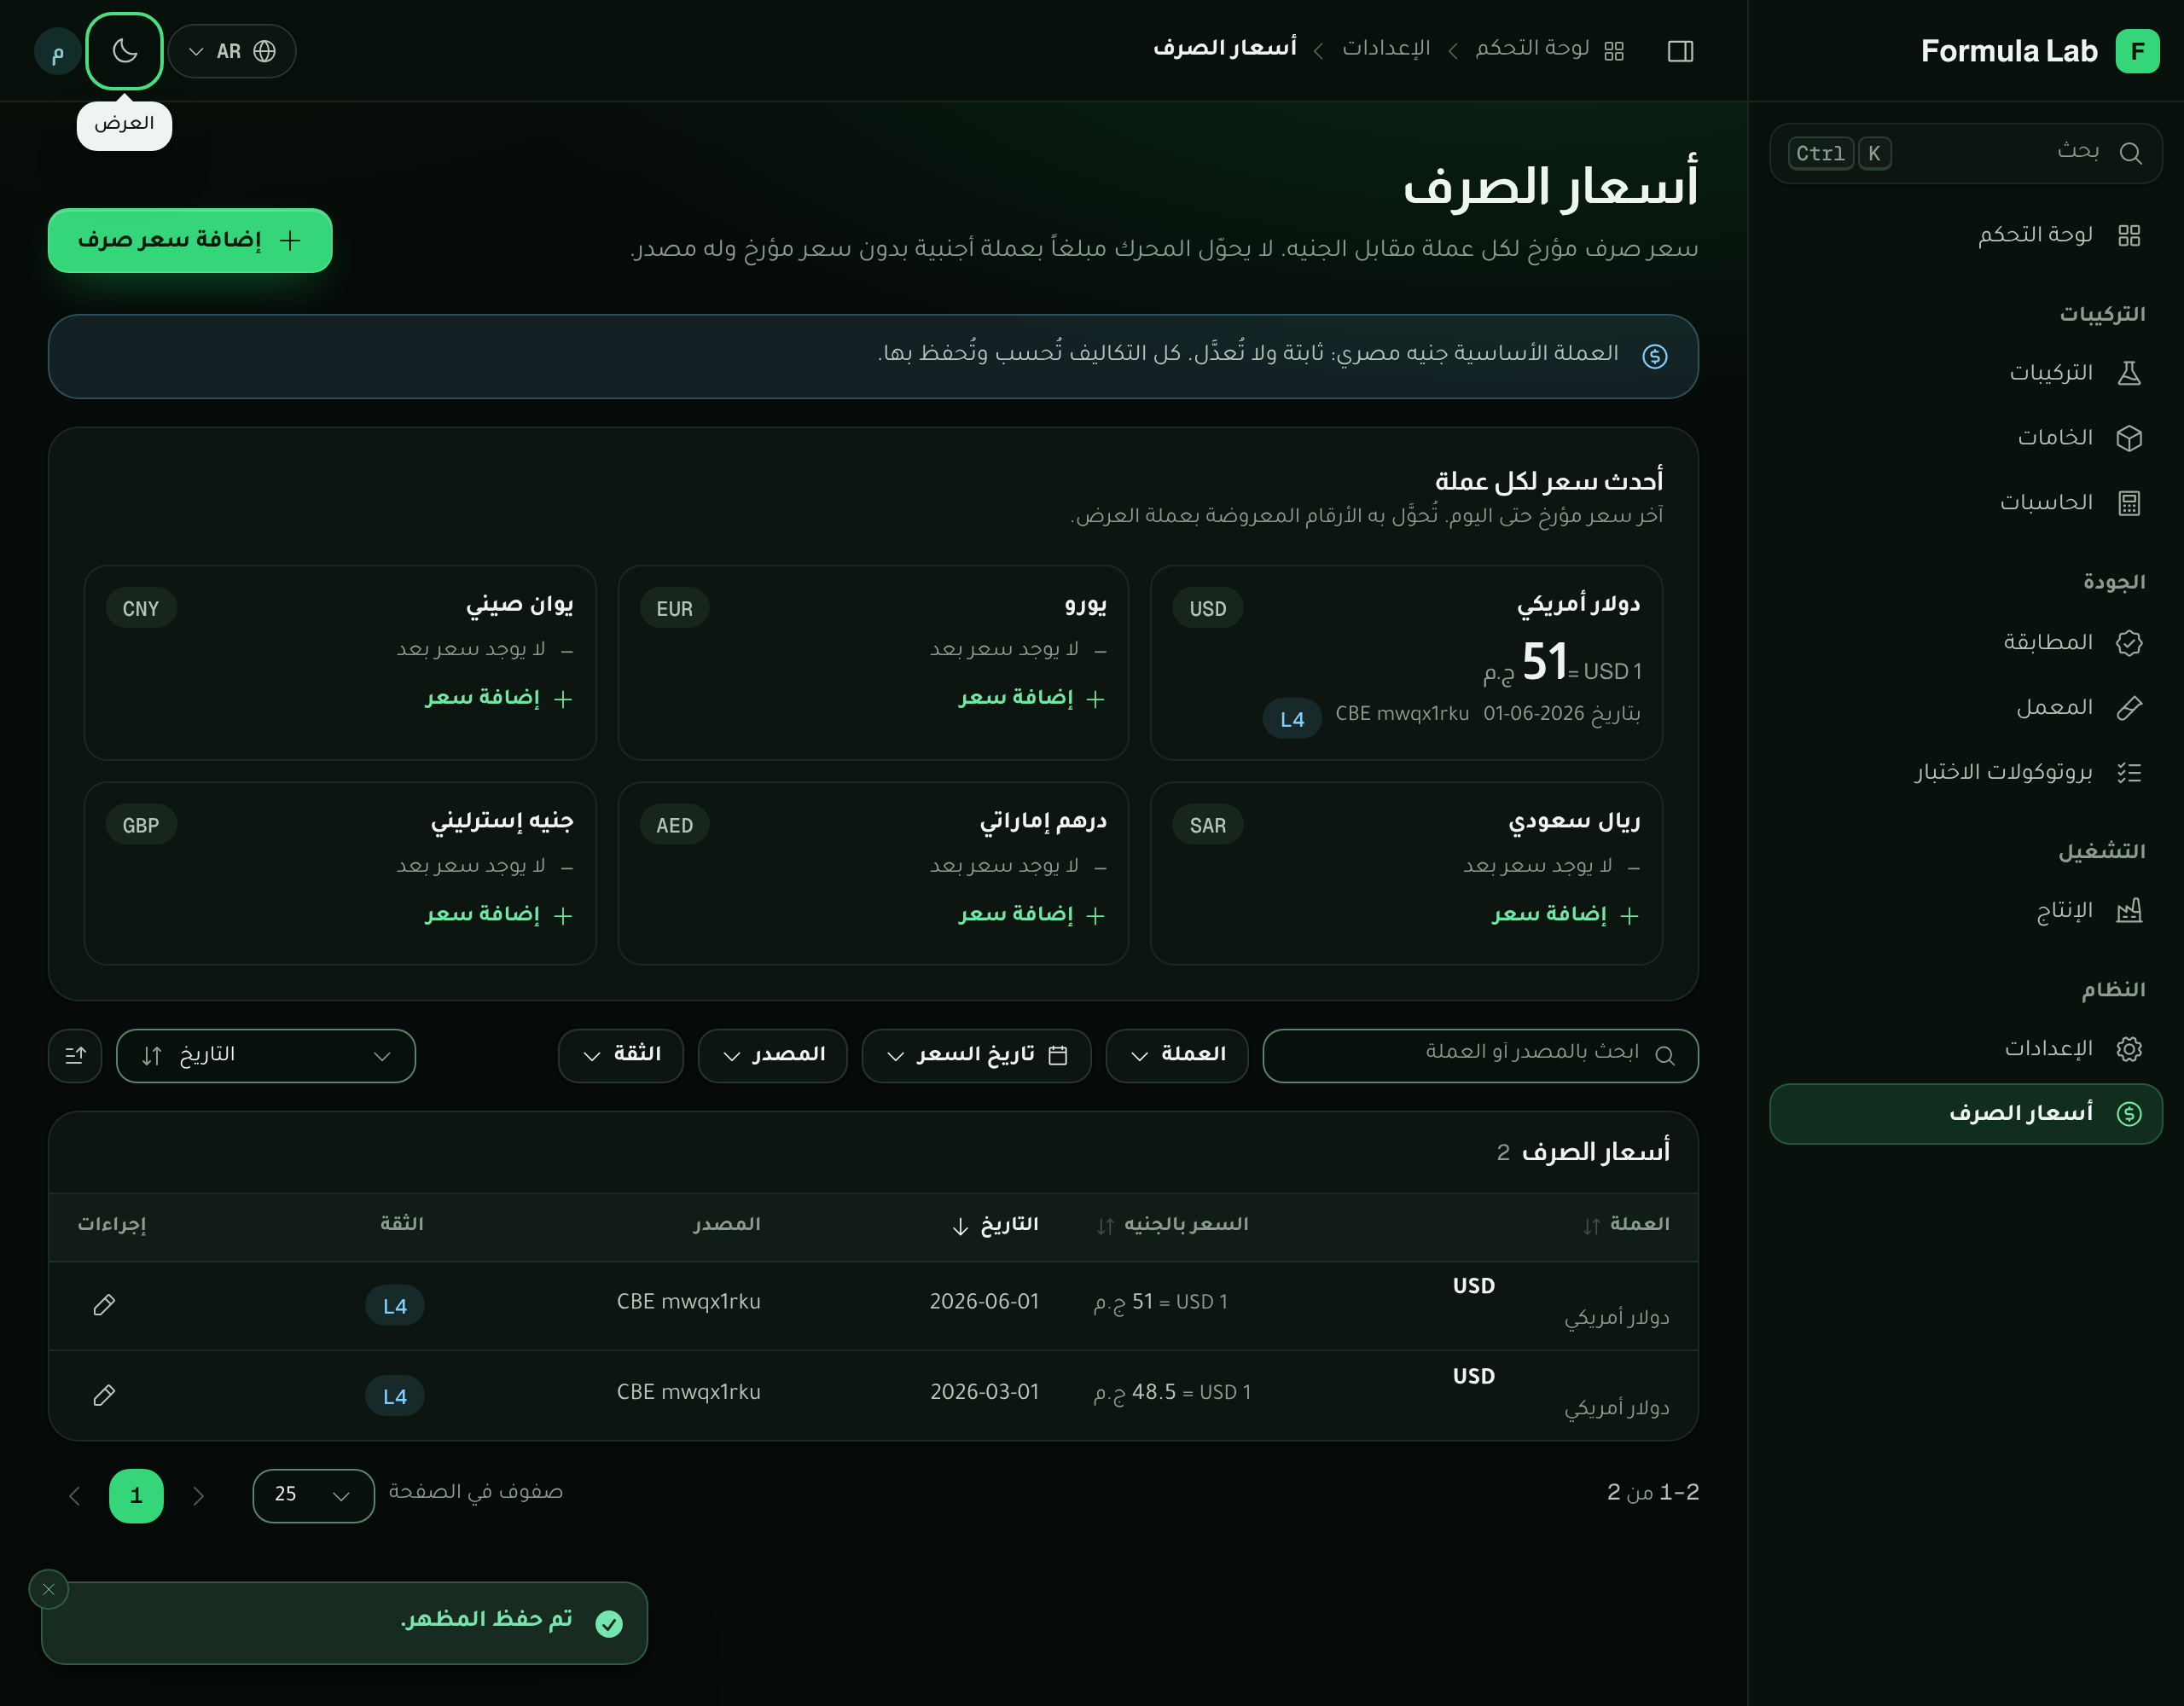 Formula Lab
F
بحث
Ctrl K
لوحة التحكم
التركيبات
التركيبات
الخامات
الحاسبات
الجودة
المطابقة
المعمل
بروتوكولات الاختبار
التشغيل
الإنتاج
النظام
الإعدادات
أسعار الصرف
لوحة التحكم
الإعدادات
أسعار الصرف
AR
م
العرض
أسعار الصرف
سعر صرف مؤرخ لكل عملة مقابل الجنيه. لا يحوّل المحرك مبلغاً بعملة أجنبية بدون سعر مؤرخ وله مصدر.
إضافة سعر صرف
العملة الأساسية جنيه مصري: ثابتة ولا تُعدَّل. كل التكاليف تُحسب وتُحفظ بها.
أحدث سعر لكل عملة
آخر سعر مؤرخ حتى اليوم. تُحوَّل به الأرقام المعروضة بعملة العرض.
دولار أمريكي USD
1 USD = 51 ج.م
بتاريخ 2026-06-01 CBE mwqx1rku L4
يورو EUR
– لا يوجد سعر بعد
إضافة سعر
يوان صيني CNY
– لا يوجد سعر بعد
إضافة سعر
ريال سعودي SAR
– لا يوجد سعر بعد
إضافة سعر
درهم إماراتي AED
– لا يوجد سعر بعد
إضافة سعر
جنيه إسترليني GBP
– لا يوجد سعر بعد
إضافة سعر
ابحث بالمصدر أو العملة
العملة
تاريخ السعر
المصدر
الثقة
التاريخ
أسعار الصرف 2
العملة السعر بالجنيه التاريخ المصدر الثقة إجراءات
USD
دولار أمريكي
1 USD = 51 ج.م
2026-06-01
CBE mwqx1rku
L4
USD
دولار أمريكي
1 USD = 48.5 ج.م
2026-03-01
CBE mwqx1rku
L4
1–2 من 2
صفوف في الصفحة
25
1
تم حفظ المظهر.